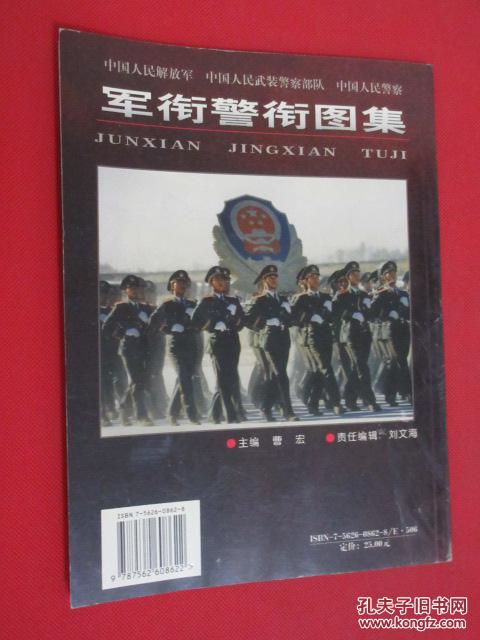 中国人民解放军 中国人民武装警察部队 中国人民警察
军衔警衔图集
JUNXIAN JINGXIAN TUJI
●主编 曹 宏 ●责任编辑：刘文海
ISBN 7-5626-0862-8
9 787562 608622 >
ISBN-7-5626-0862-8/E·506
定价：25.00元
孔夫子旧书网
www.kongfz.com